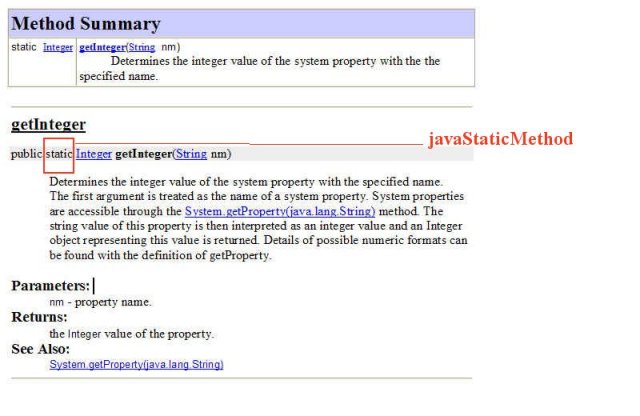 Method Summary
static Integer getInteger(String nm)
Determines the integer value of the system property with the the
specified name.
getInteger
public static Integer getInteger(String nm)
javaStaticMethod
Determines the integer value of the system property with the specified name.
The first argument is treated as the name of a system property. System properties
are accessible through the System.getProperty(java.lang.String) method. The
string value of this property is then interpreted as an integer value and an Integer
object representing this value is returned. Details of possible numeric formats can
be found with the definition of getProperty.
Parameters:
nm - property name.
Returns:
the Integer value of the property.
See Also:
System.getProperty(java.lang.String)